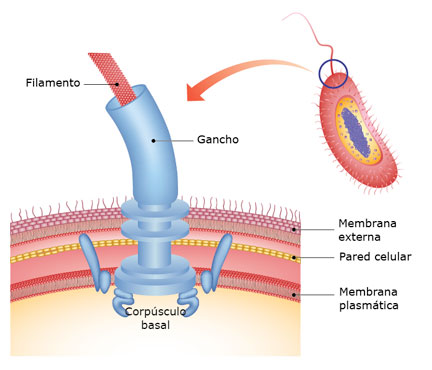 Filamento
Gancho
Membrana
externa
Pared celular
Membrana
plasmática
Corpúsculo
basal